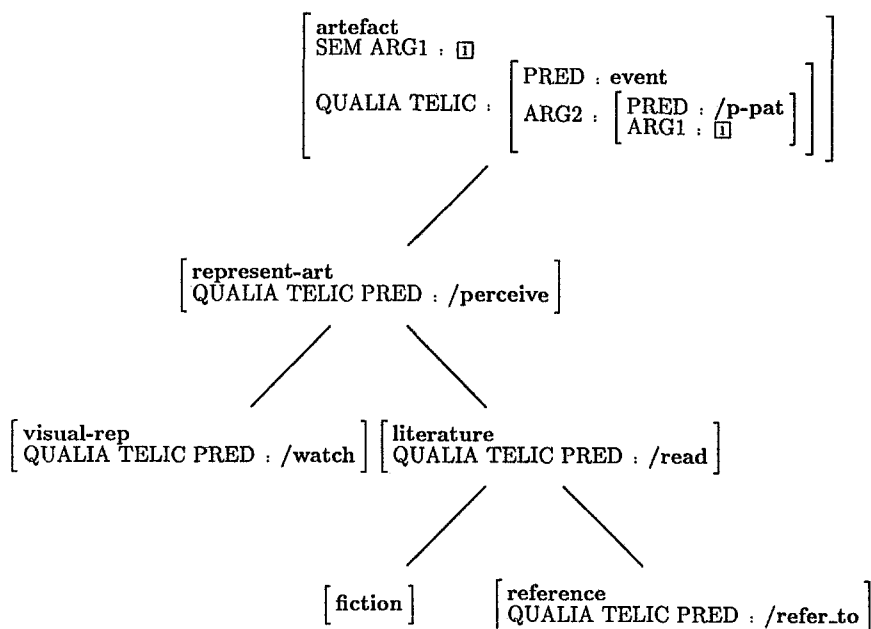 artefact
SEM ARG1 : 1
QUALIA TELIC : PRED : event
ARG2 : PRED : /p-pat
ARG1 : 1
represent-art
QUALIA TELIC PRED : /perceive
visual-rep
QUALIA TELIC PRED : /watch
literature
QUALIA TELIC PRED : /read
fiction
reference
QUALIA TELIC PRED : /refer_to